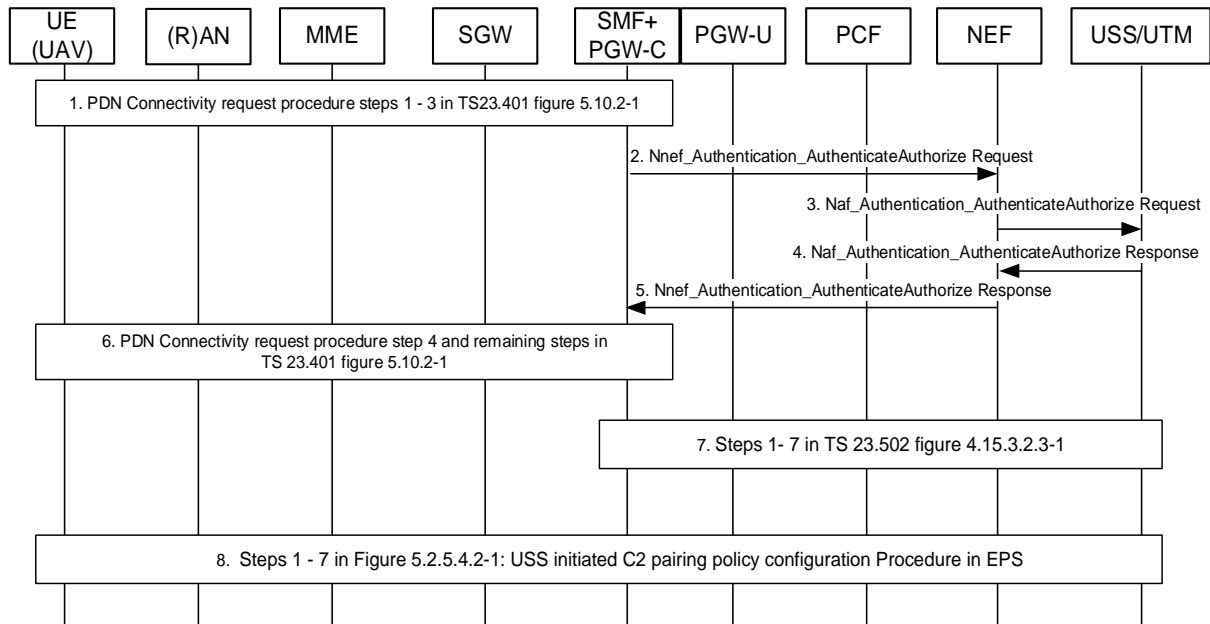 UE
(UAV)
(R)AN
MME
SGW
SMF+
PGW-C
PGW-U
PCF
NEF
USS/UTM
1. PDN Connectivity request procedure steps 1 - 3 in TS23.401 figure 5.10.2-1
2. Nnef_Authentication_AuthenticateAuthorize Request
3. Naf_Authentication_AuthenticateAuthorize Request
4. Naf_Authentication_AuthenticateAuthorize Response
5. Nnef_Authentication_AuthenticateAuthorize Response
6. PDN Connectivity request procedure step 4 and remaining steps in
TS 23.401 figure 5.10.2-1
7. Steps 1- 7 in TS 23.502 figure 4.15.3.2.3-1
8. Steps 1 - 7 in Figure 5.2.5.4.2-1: USS initiated C2 pairing policy configuration Procedure in EPS